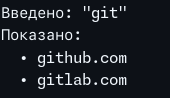 Введено: "git"
Показано:
• github.com
• gitlab.com